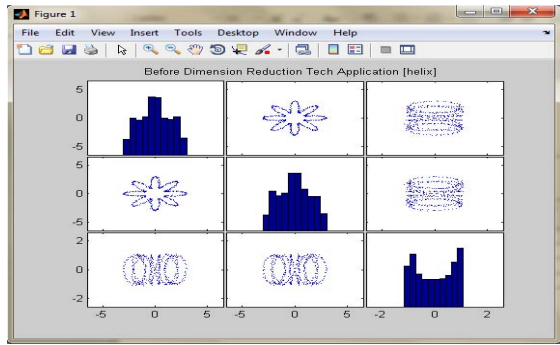 Figure 1
File Edit View Insert Tools Desktop Window Help
Before Dimension Reduction Tech Application [helix]
5
0
-5
5
0
-5
2
0
-2
-5 0 5 -5 0 5 -2 0 2